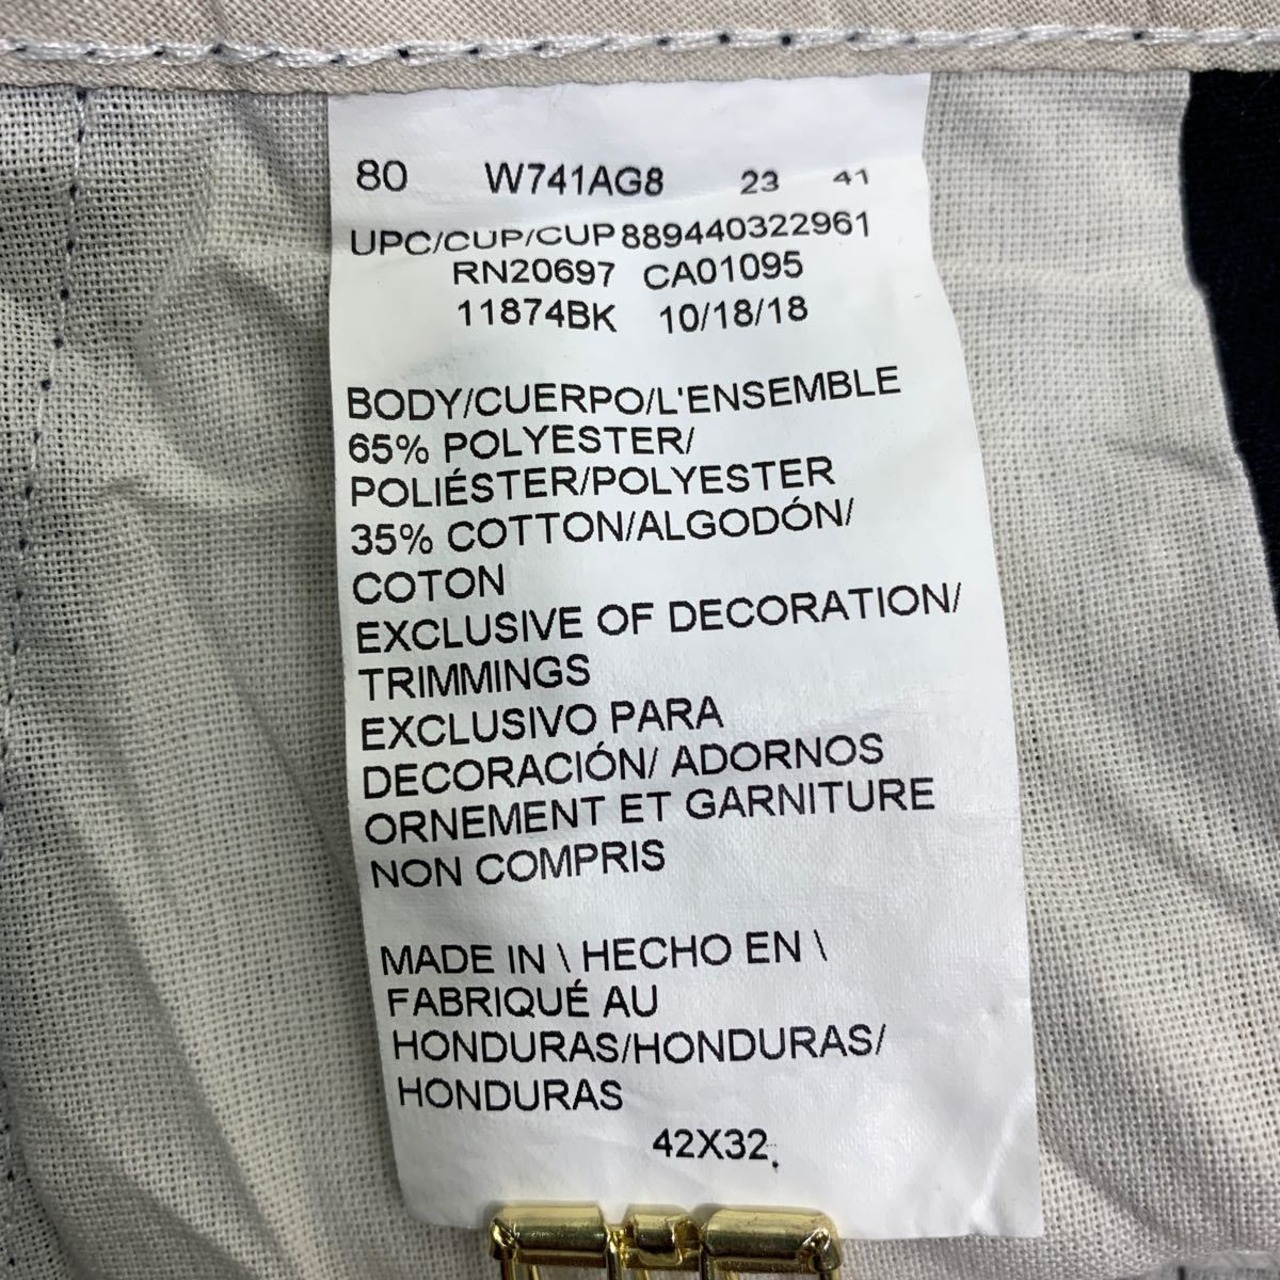 80 W741AG8 23 41
UPC/CUP/CUP 889440322961
RN20697 CA01095
11874BK 10/18/18
BODY/CUERPO/L'ENSEMBLE
65% POLYESTER/
POLIÉSTER/POLYESTER
35% COTTON/ALGODÓN/
COTON
EXCLUSIVE OF DECORATION/
TRIMMINGS
EXCLUSIVO PARA
DECORACIÓN/ ADORNOS
ORNEMENT ET GARNITURE
NON COMPRIS
MADE IN \ HECHO EN \
FABRIQUÉ AU
HONDURAS/HONDURAS/
HONDURAS
42X32.